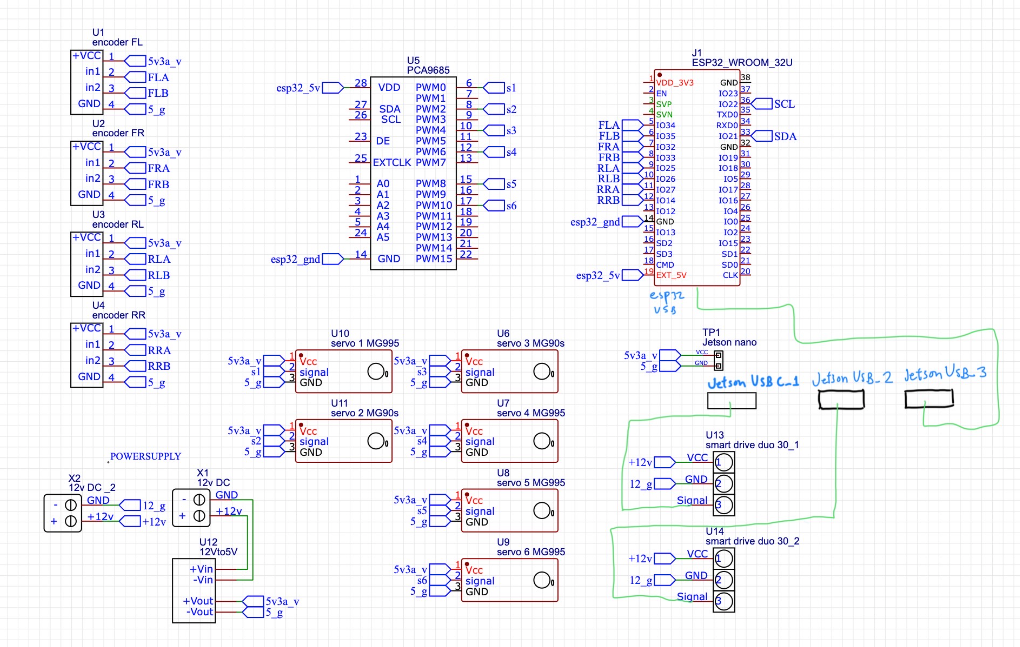 U1
encoder FL
+VCC 1 5v3a_v
in1 2 FLA
in2 3 FLB
GND 4 5_g
U2
encoder FR
+VCC 1 5v3a_v
in1 2 FRA
in2 3 FRB
GND 4 5_g
U3
encoder RL
+VCC 1 5v3a_v
in1 2 RLA
in2 3 RLB
GND 4 5_g
U4
encoder RR
+VCC 1 5v3a_v
in1 2 RRA
in2 3 RRB
GND 4 5_g
U5
PCA9685
esp32_5v 28 VDD PWM0 6 s1
PWM1 7
27 SDA PWM2 8 s2
26 SCL PWM3 9
PWM4 10 s3
23 DE PWM5 11
PWM6 12 s4
25 EXTCLK PWM7 13
1 A0 PWM8 15 s5
2 A1 PWM9 16
3 A2 PWM10 17 s6
4 A3 PWM11 18
5 A4 PWM12 19
24 A5 PWM13 20
PWM14 21
esp32_gnd 14 GND PWM15 22
J1
ESP32_WROOM_32U
1 VDD_3V3 GND 38
2 EN IO23 37
3 SVP IO22 36 SCL
4 SVN TXD0 35
FLA 5 IO34 RXD0 34
FLB 6 IO35 IO21 33 SDA
FRA 7 IO32 GND 32
FRB 8 IO33 IO19 31
RLA 9 IO25 IO18 30
RLB 10 IO26 IO5 29
RRA 11 IO27 IO17 28
RRB 12 IO14 IO16 27
13 IO12 IO4 26
esp32_gnd 14 GND IO0 25
15 IO13 IO2 24
16 SD2 IO15 23
17 SD3 SD1 22
18 CMD SD0 21
esp32_5v 19 EXT_5V CLK 20
esp32
USB
U10
servo 1 MG995
5v3a_v 1 Vcc
s1 2 signal
5_g 3 GND
U6
servo 3 MG90s
5v3a_v 1 Vcc
s3 2 signal
5_g 3 GND
U11
servo 2 MG90s
5v3a_v 1 Vcc
s2 2 signal
5_g 3 GND
U7
servo 4 MG995
5v3a_v 1 Vcc
s4 2 signal
5_g 3 GND
U8
servo 5 MG995
5v3a_v 1 Vcc
s5 2 signal
5_g 3 GND
U9
servo 6 MG995
5v3a_v 1 Vcc
s6 2 signal
5_g 3 GND
TP1
Jetson nano
5v3a_v VCC
5_g GND
Jetson USB C_1
Jetson USB_2
Jetson USB_3
U13
smart drive duo 30_1
+12v VCC 1
12_g GND 2
Signal 3
U14
smart drive duo 30_2
+12v VCC 1
12_g GND 2
Signal 3
POWERSUPPLY
X2
12v DC _2
- GND 12_g
+ +12v +12v
X1
12v DC
- GND
+ +12v
U12
12Vto5V
+Vin
-Vin
+Vout 5v3a_v
-Vout 5_g